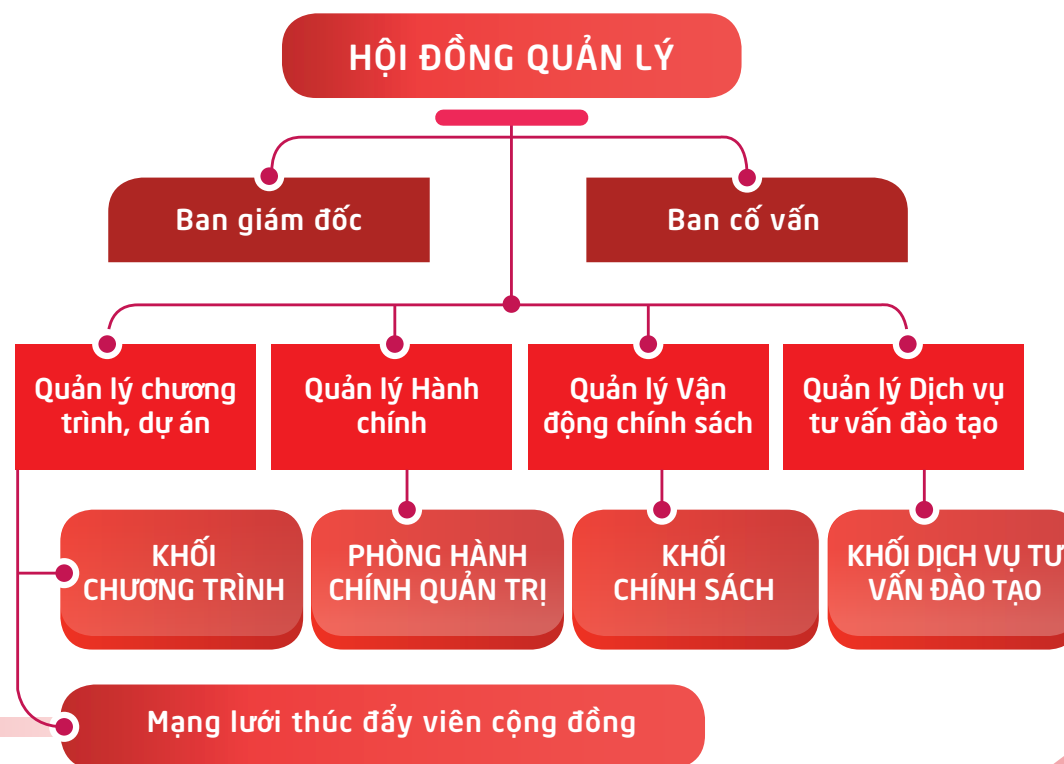 HỘI ĐỒNG QUẢN LÝ
Ban giám đốc
Ban cố vấn
Quản lý chương
trình, dự án
Quản lý Hành
chính
Quản lý Vận
động chính sách
Quản lý Dịch vụ
tư vấn đào tạo
KHỐI
CHƯƠNG TRÌNH
PHÒNG HÀNH
CHÍNH QUẢN TRỊ
KHỐI
CHÍNH SÁCH
KHỐI DỊCH VỤ TƯ
VẤN ĐÀO TẠO
Mạng lưới thúc đẩy viên cộng đồng